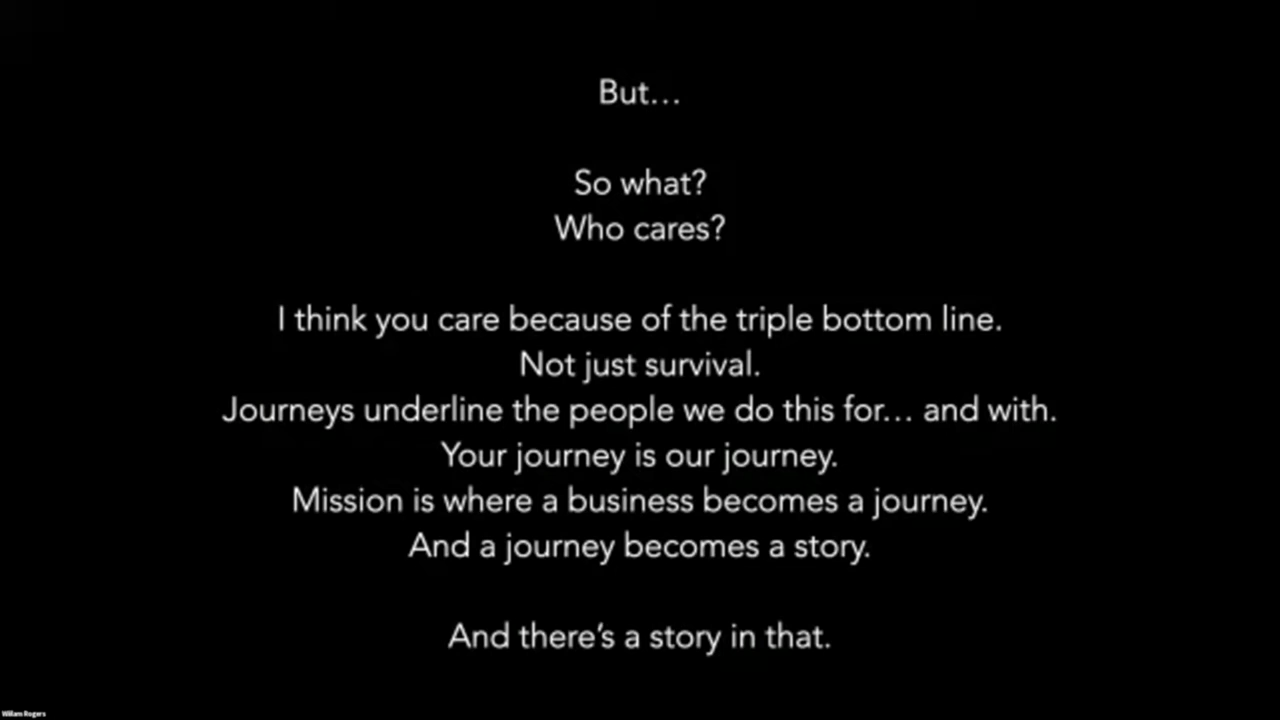 But…
So what?
Who cares?
I think you care because of the triple bottom line.
Not just survival.
Journeys underline the people we do this for… and with.
Your journey is our journey.
Mission is where a business becomes a journey.
And a journey becomes a story.
And there’s a story in that.
William Rogers